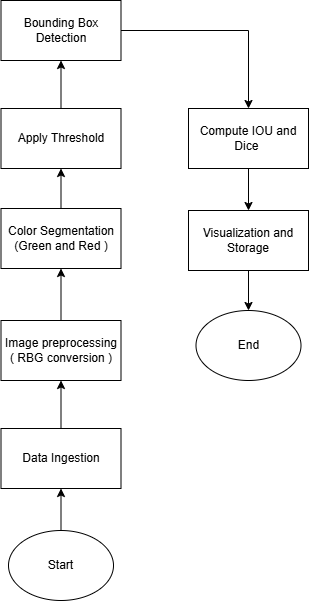 Bounding Box
Detection
Apply Threshold
Color Segmentation
(Green and Red )
Image preprocessing
( RBG conversion )
Data Ingestion
Start
Compute IOU and
Dice
Visualization and
Storage
End